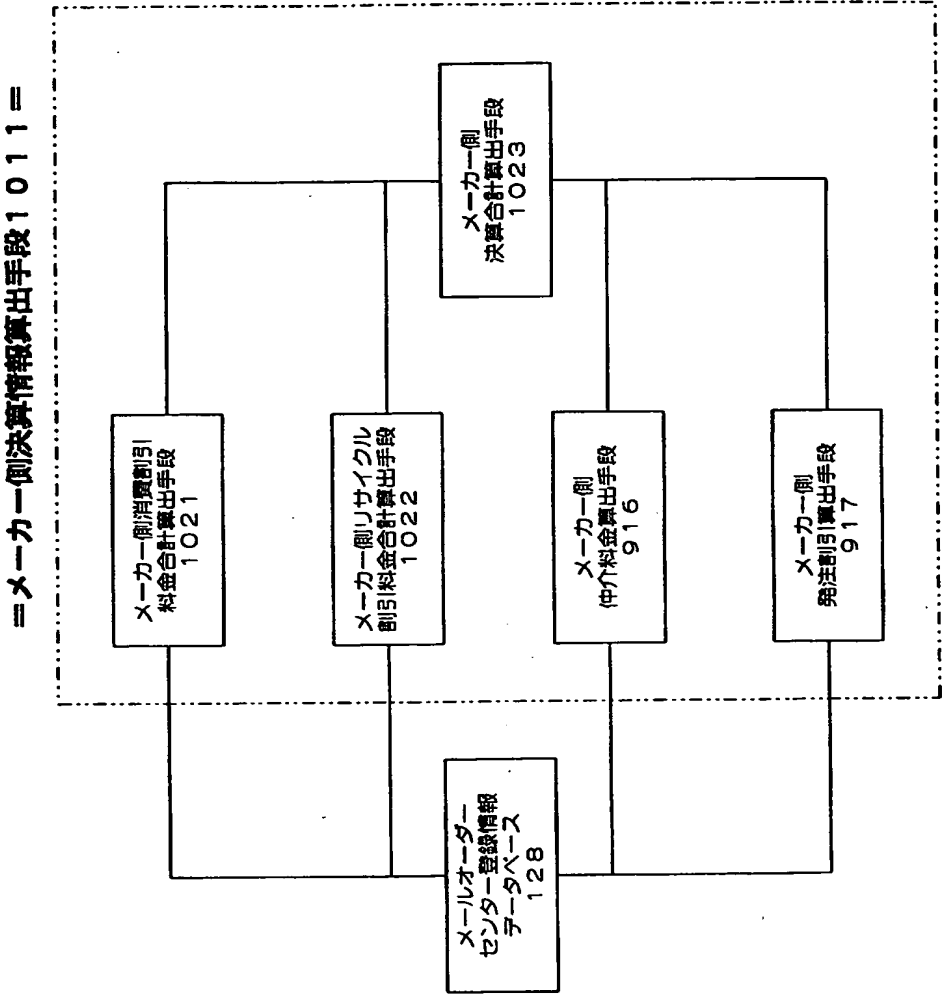 =メーカー側決算情報算出手段1011=
メーカー側消費割引
料金合計算出手段
1021
メーカー側リサイクル
割引料金合計算出手段
1022
メーカー側
仲介料金算出手段
916
メーカー側
発注割引算出手段
917
メーカー側
決算合計算出手段
1023
メールオーダー
センター登録情報
データベース
128